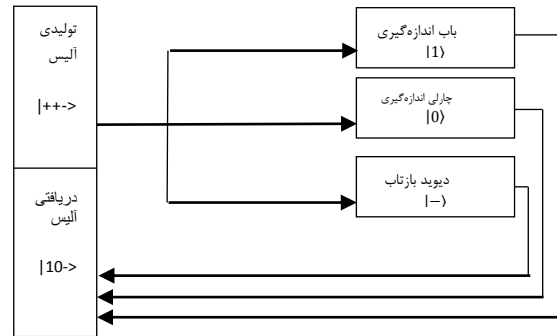 تولیدی
آلیس
|++->
دریافتی
آلیس
|10->
باب اندازه‌گیری
|1⟩
چارلی اندازه‌گیری
|0⟩
دیوید بازتاب
|−⟩